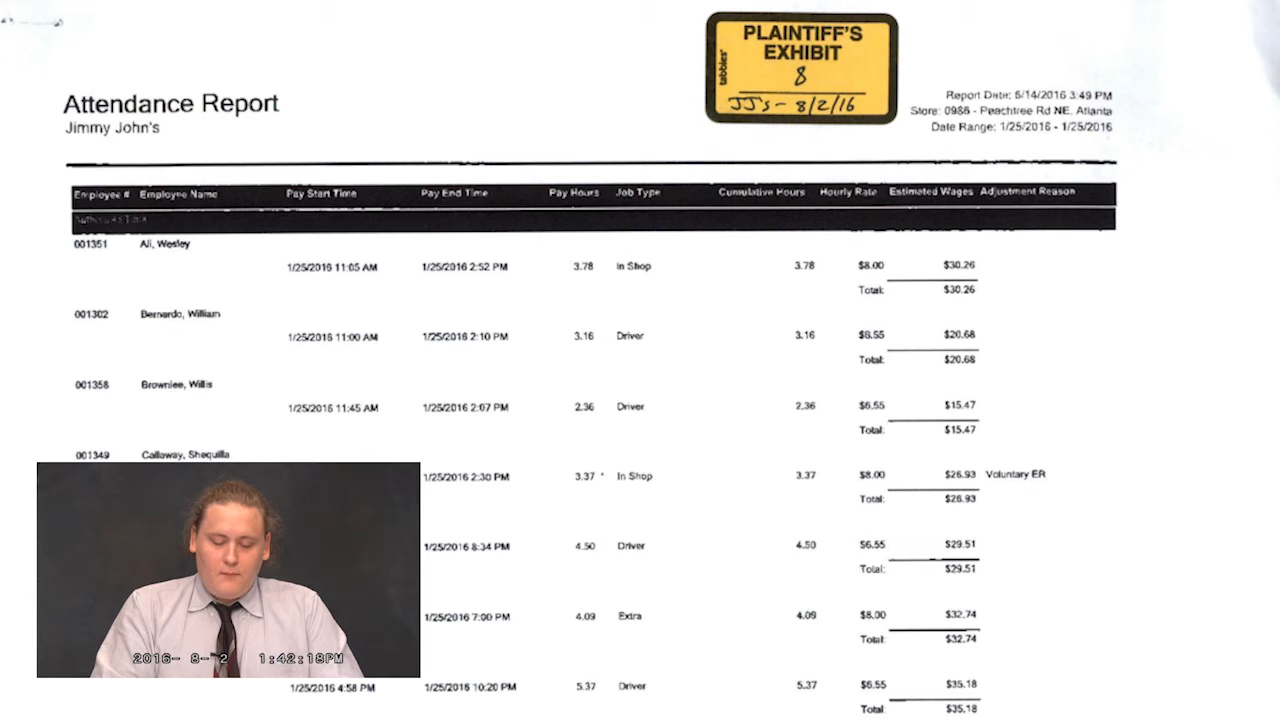 PLAINTIFF'S
EXHIBIT
tabbies'
8
JJ's - 8/2/16
Attendance Report
Jimmy John's
Report Date: 5/14/2016 3:49 PM
Store: 0986 - Peachtree Rd NE, Atlanta
Date Range: 1/25/2016 - 1/25/2016
Employee # Employee Name Pay Start Time Pay End Time Pay Hours Job Type Cumulative Hours Hourly Rate Estimated Wages Adjustment Reason
001351 Ali, Wesley
1/25/2016 11:05 AM 1/25/2016 2:52 PM 3.78 In Shop 3.78 $8.00 $30.26
Total: $30.26
001302 Bernardo, William
1/25/2016 11:00 AM 1/25/2016 2:10 PM 3.16 Driver 3.16 $6.55 $20.68
Total: $20.68
001358 Brownlee, Willis
1/25/2016 11:45 AM 1/25/2016 2:07 PM 2.36 Driver 2.36 $6.55 $15.47
Total: $15.47
001349 Callaway, Shequilla
1/25/2016 2:30 PM 3.37 * In Shop 3.37 $8.00 $26.93 Voluntary ER
Total: $26.93
1/25/2016 8:34 PM 4.50 Driver 4.50 $6.55 $29.51
Total: $29.51
1/25/2016 7:00 PM 4.09 Extra 4.09 $8.00 $32.74
Total: $32.74
2016- 8- 2 1:42:18PM
1/25/2016 4:58 PM 1/25/2016 10:20 PM 5.37 Driver 5.37 $6.55 $35.18
Total: $35.18